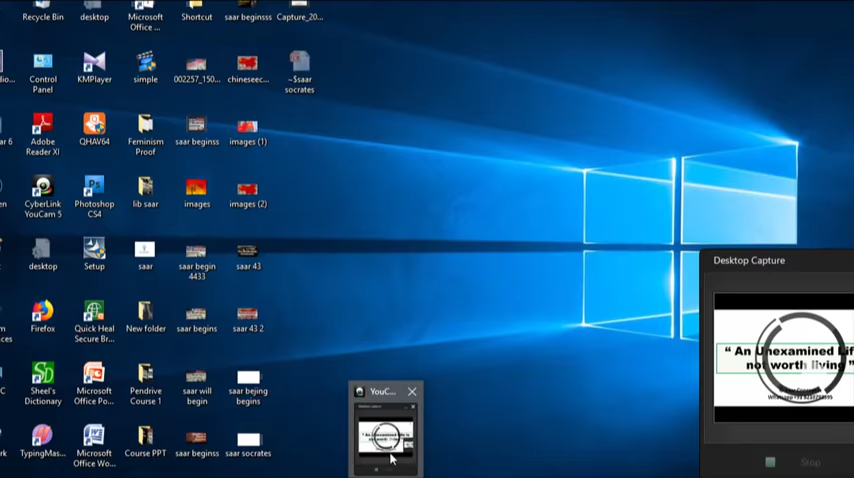 Recycle Bin
desktop
Microsoft
Office ...
Shortcut
saar beginsss
Capture_20...
Control
Panel
KMPlayer
simple
002257_150...
chineseec...
~$saar
socrates
Adobe
Reader XI
QHAV64
Feminism
Proof
saar beginss
images (1)
CyberLink
YouCam 5
Photoshop
CS4
lib saar
images
images (2)
desktop
Setup
saar
saar begin
4433
saar 43
Firefox
Quick Heal
Secure Br...
New folder
saar begins
saar 43 2
Sheel's
Dictionary
Microsoft
Office Po...
Pendrive
Course 1
saar will
begin
saar bejing
begins
TypingMas...
Microsoft
Office Wo...
Course PPT
saar beginss
saar socrates
YouC...
Desktop Capture
“ An Unexamined Lif
not worth living ”
Stop